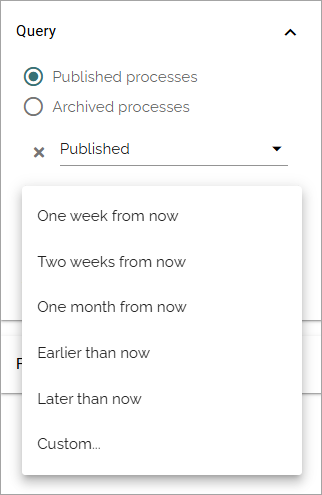 Query
Published processes
Archived processes
Published
One week from now
Two weeks from now
One month from now
Earlier than now
Later than now
Custom...